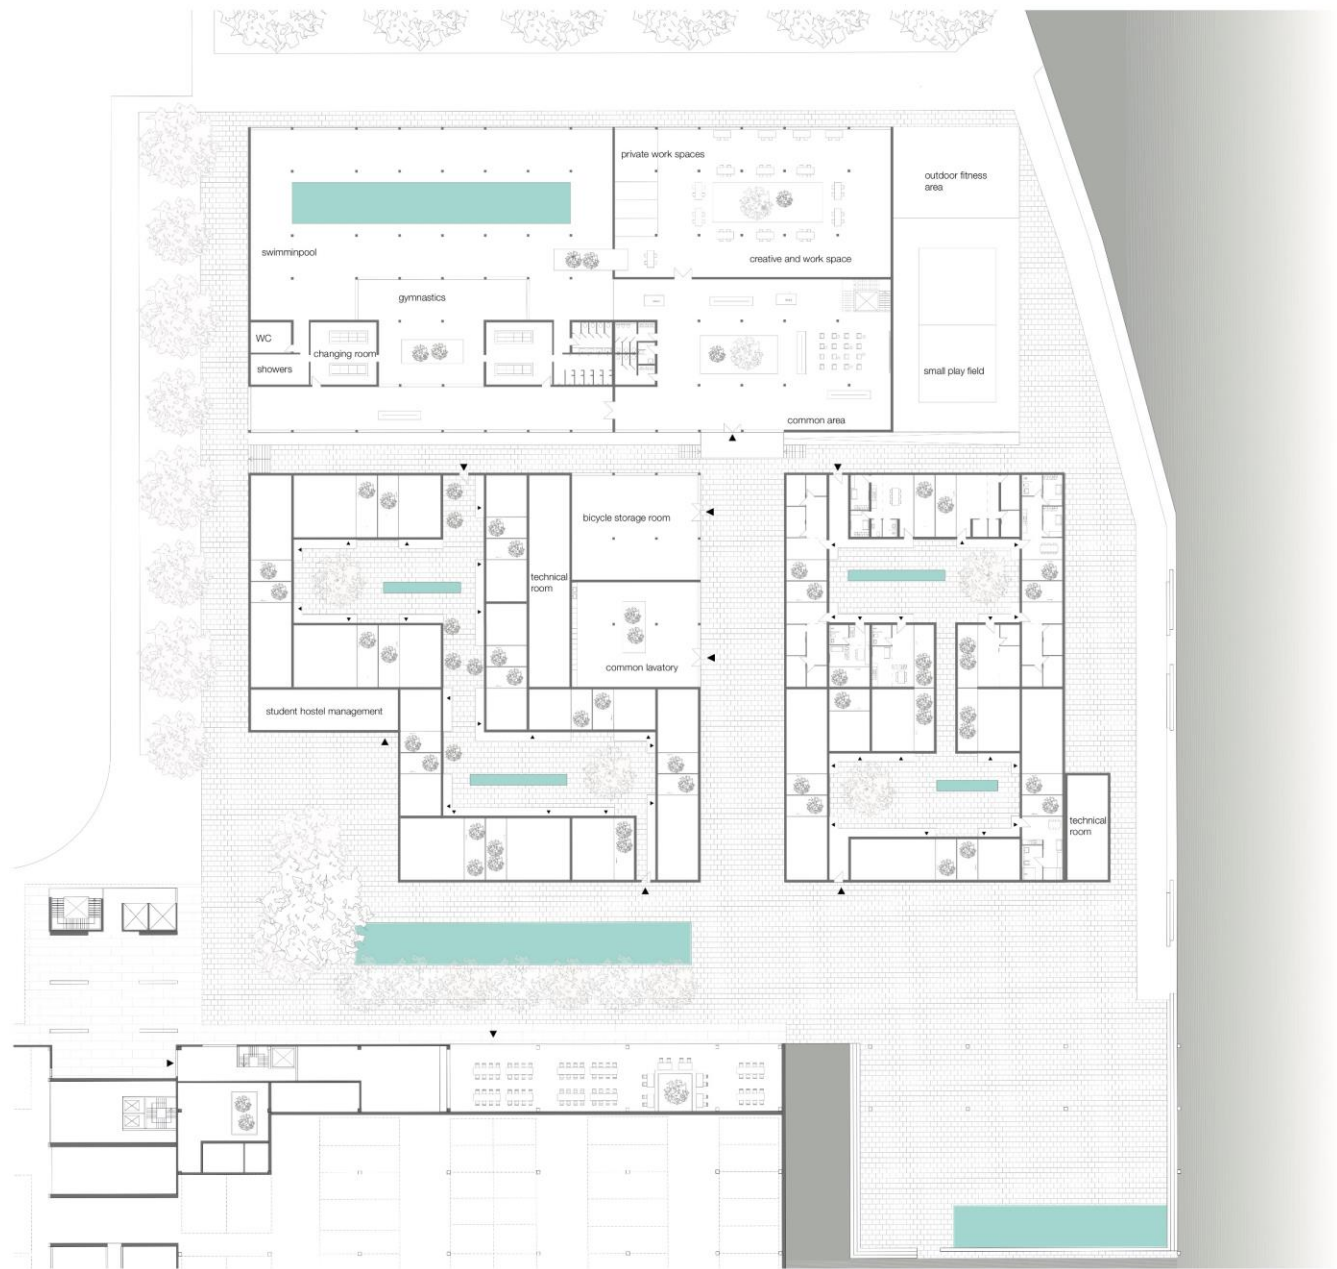 private work spaces
outdoor fitness
area
swimminpool
creative and work space
gymnastics
WC
changing room
showers
small play field
common area
bicycle storage room
technical
room
common lavatory
student hostel management
technical
room